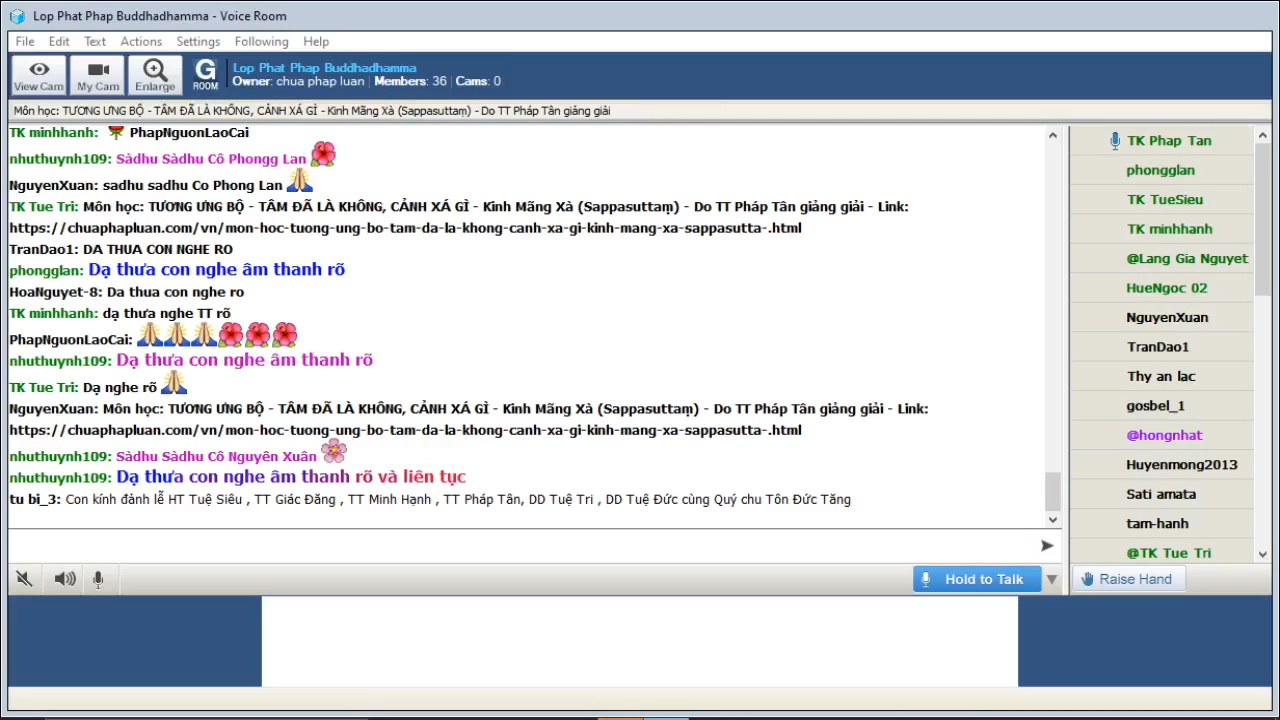 Lop Phat Phap Buddhadhamma - Voice Room
File Edit Text Actions Settings Following Help
View Cam My Cam Enlarge G ROOM
Lop Phat Phap Buddhadhamma
Owner: chua phap luan | Members: 36 | Cams: 0
Môn học: TƯƠNG ƯNG BỘ - TÂM ĐÃ LÀ KHÔNG, CẢNH XÁ GÌ - Kinh Mãng Xà (Sappasuttaṃ) - Do TT Pháp Tân giảng giải
TK minhhanh: PhapNguonLaoCai
nhuthuynh109: Sàdhu Sàdhu Cô Phongg Lan
NguyenXuan: sadhu sadhu Co Phong Lan
TK Tue Tri: Môn học: TƯƠNG ƯNG BỘ - TÂM ĐÃ LÀ KHÔNG, CẢNH XÁ GÌ - Kinh Mãng Xà (Sappasuttaṃ) - Do TT Pháp Tân giảng giải - Link:
https://chuaphapluan.com/vn/mon-hoc-tuong-ung-bo-tam-da-la-khong-canh-xa-gi-kinh-mang-xa-sappasutta-.html
TranDao1: DA THUA CON NGHE RO
phongglan: Dạ thưa con nghe âm thanh rõ
HoaNguyet-8: Da thua con nghe ro
TK minhhanh: dạ thưa nghe TT rõ
PhapNguonLaoCai:
nhuthuynh109: Dạ thưa con nghe âm thanh rõ
TK Tue Tri: Dạ nghe rõ
NguyenXuan: Môn học: TƯƠNG ƯNG BỘ - TÂM ĐÃ LÀ KHÔNG, CẢNH XÁ GÌ - Kinh Mãng Xà (Sappasuttaṃ) - Do TT Pháp Tân giảng giải - Link:
https://chuaphapluan.com/vn/mon-hoc-tuong-ung-bo-tam-da-la-khong-canh-xa-gi-kinh-mang-xa-sappasutta-.html
nhuthuynh109: Sàdhu Sàdhu Cô Nguyên Xuân
nhuthuynh109: Dạ thưa con nghe âm thanh rõ và liên tục
tu bi_3: Con kính đảnh lễ HT Tuệ Siêu , TT Giác Đăng , TT Minh Hạnh , TT Pháp Tân, DD Tuệ Tri , DD Tuệ Đức cùng Quý chu Tôn Đức Tăng
TK Phap Tan
phongglan
TK TueSieu
TK minhhanh
@Lang Gia Nguyet
HueNgoc 02
NguyenXuan
TranDao1
Thy an lac
gosbel_1
@hongnhat
Huyenmong2013
Sati amata
tam-hanh
@TK Tue Tri
Hold to Talk
Raise Hand